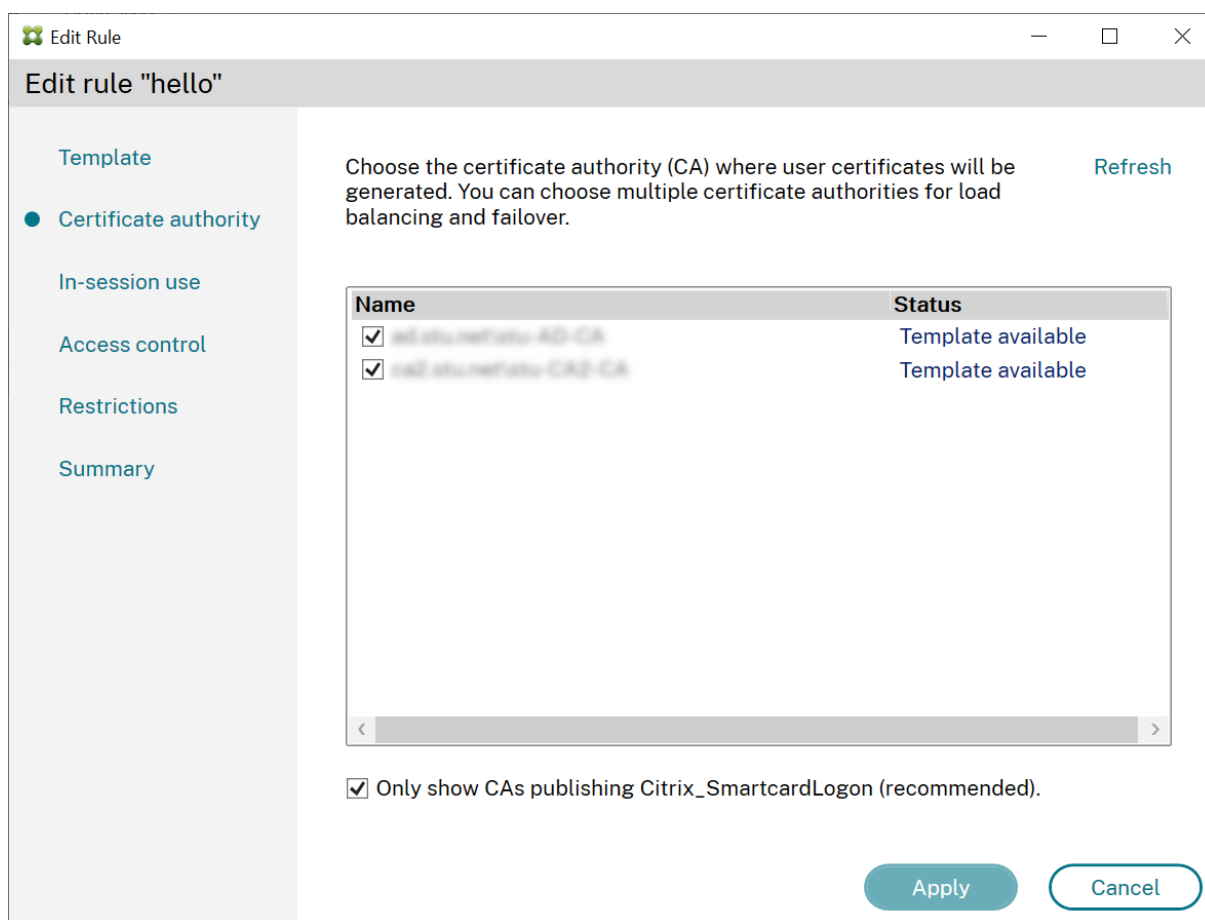 Edit Rule
Edit rule "hello"
Template
Certificate authority
In-session use
Access control
Restrictions
Summary
Choose the certificate authority (CA) where user certificates will be
generated. You can choose multiple certificate authorities for load
balancing and failover.
Refresh
Name Status
Template available
Template available
Only show CAs publishing Citrix_SmartcardLogon (recommended).
Apply Cancel